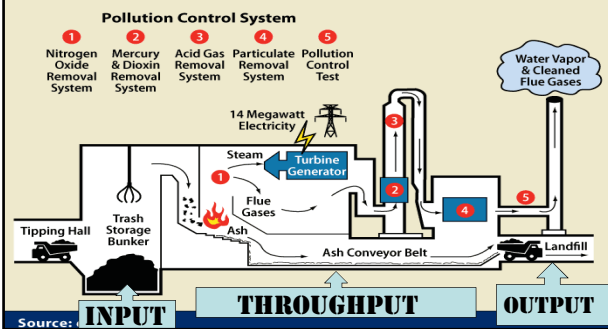 Pollution Control System
1
Nitrogen
Oxide
Removal
System
2
Mercury
& Dioxin
Removal
System
3
Acid Gas
Removal
System
4
Particulate
Removal
System
5
Pollution
Control
Test
Water Vapor
& Cleaned
Flue Gases
14 Megawatt
Electricity
Steam
Turbine
Generator
1
Flue
Gases
2
3
4
5
Tipping Hall
Trash
Storage
Bunker
Ash
Ash Conveyor Belt
Landfill
INPUT
THROUGHPUT
OUTPUT
Source: